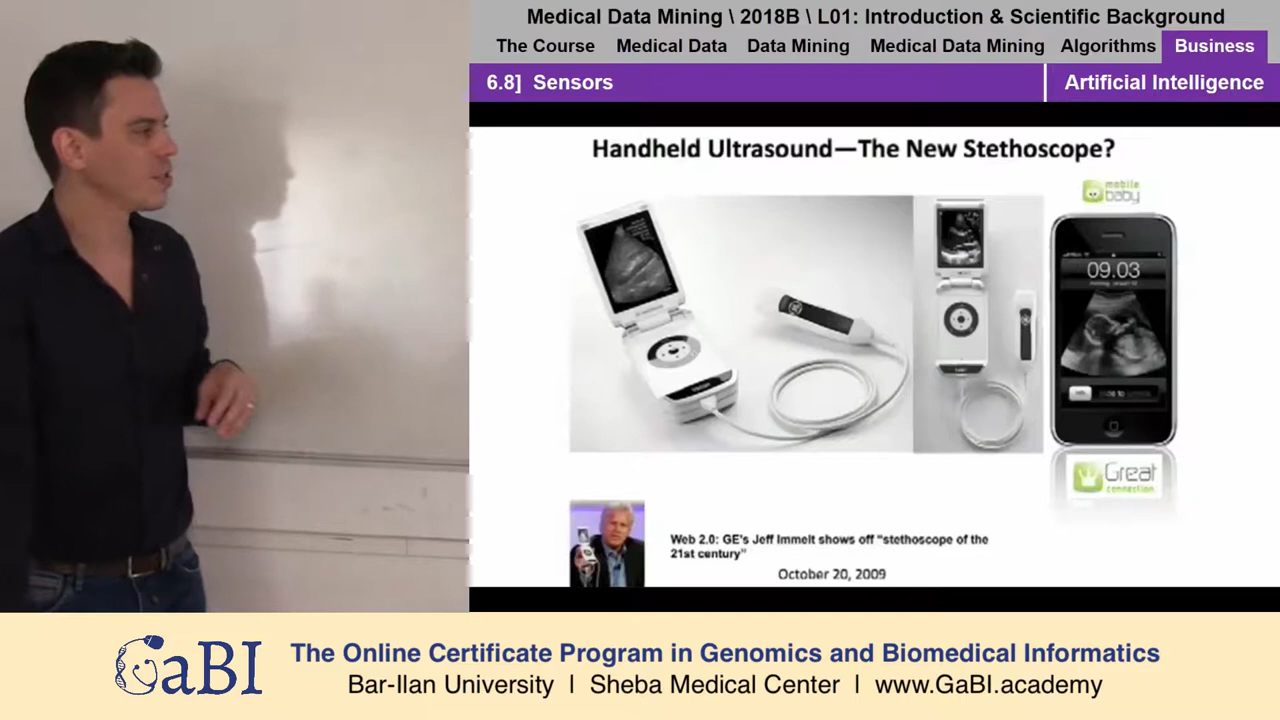 Medical Data Mining \ 2018B \ L01: Introduction & Scientific Background
The Course Medical Data Data Mining Medical Data Mining Algorithms Business
6.8] Sensors Artificial Intelligence
Handheld Ultrasound—The New Stethoscope?
mobile
baby
09.03
Great
connection
Web 2.0: GE's Jeff Immelt shows off "stethoscope of the
21st century"
October 20, 2009
GaBI
The Online Certificate Program in Genomics and Biomedical Informatics
Bar-Ilan University | Sheba Medical Center | www.GaBI.academy